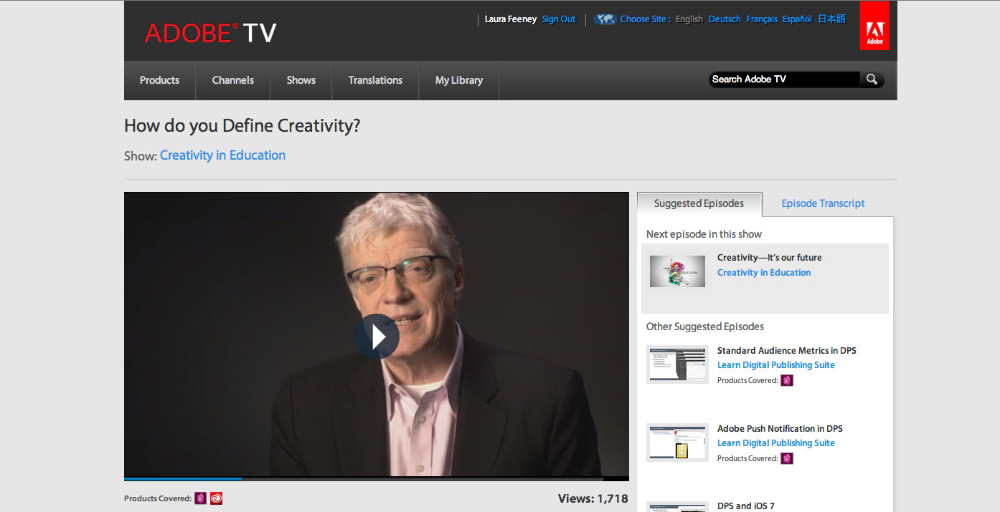 ADOBE® TV
Laura Feeney Sign Out Choose Site : English Deutsch Français Español 日本語
Adobe
Products Channels Shows Translations My Library
Search Adobe TV
How do you Define Creativity?
Show: Creativity in Education
Suggested Episodes Episode Transcript
Next episode in this show
EDUCATION
Creativity—It's our future
Creativity in Education
Other Suggested Episodes
Standard Audience Metrics in DPS
Learn Digital Publishing Suite
Products Covered:
Adobe Push Notification in DPS
Learn Digital Publishing Suite
Products Covered:
DPS and iOS 7
Products Covered:
Views: 1,718